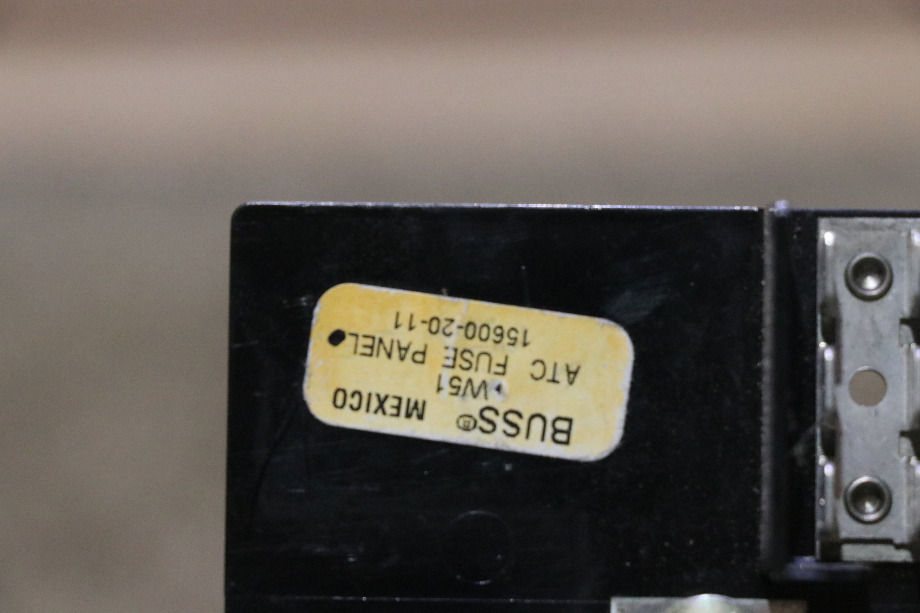 BUSS® MEXICO
W51
ATC FUSE PANEL
15600-20-11